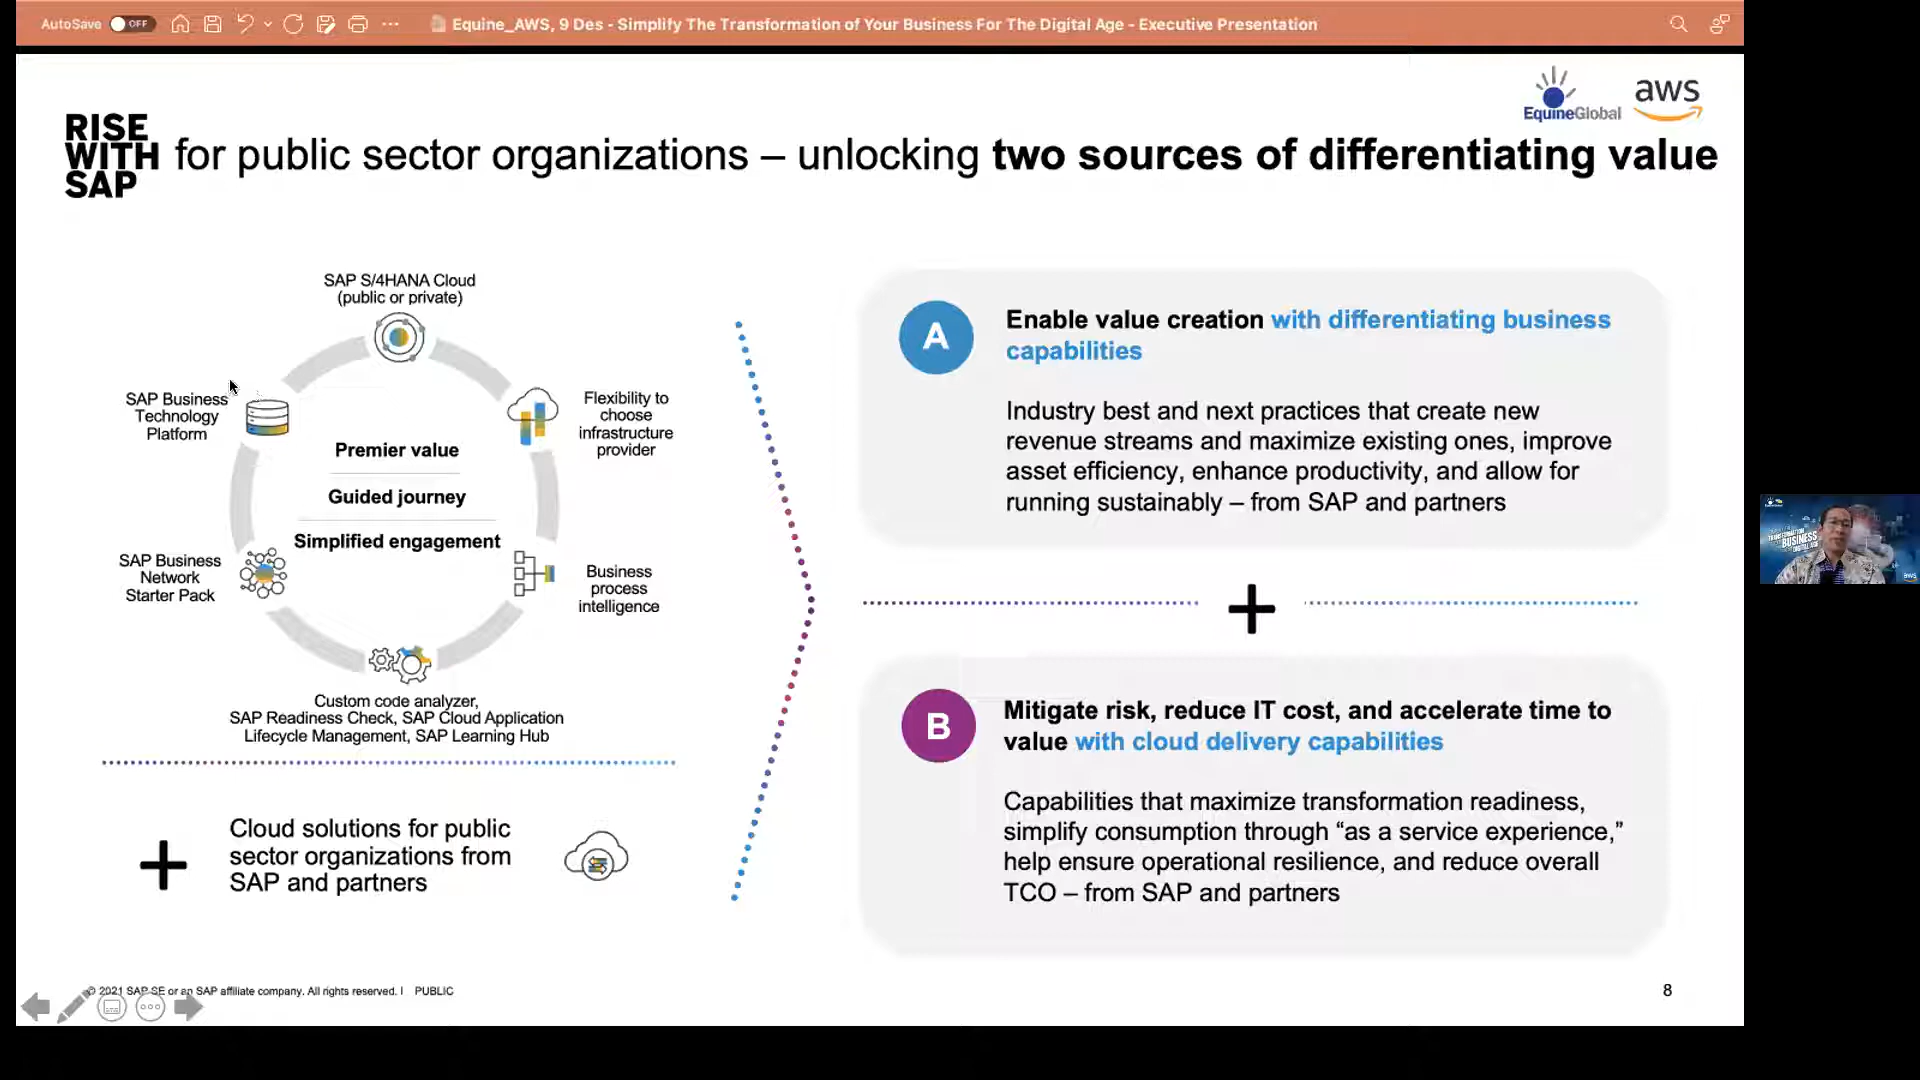 AutoSave OFF
Equine_AWS, 9 Des - Simplify The Transformation of Your Business For The Digital Age - Executive Presentation
EquineGlobal
aws
RISE
WITH
SAP
for public sector organizations – unlocking two sources of differentiating value
SAP S/4HANA Cloud
(public or private)
SAP Business
Technology
Platform
Flexibility to
choose
infrastructure
provider
Premier value
Guided journey
Simplified engagement
SAP Business
Network
Starter Pack
Business
process
intelligence
Custom code analyzer,
SAP Readiness Check, SAP Cloud Application
Lifecycle Management, SAP Learning Hub
Cloud solutions for public
sector organizations from
SAP and partners
A
Enable value creation with differentiating business
capabilities
Industry best and next practices that create new
revenue streams and maximize existing ones, improve
asset efficiency, enhance productivity, and allow for
running sustainably – from SAP and partners
+
B
Mitigate risk, reduce IT cost, and accelerate time to
value with cloud delivery capabilities
Capabilities that maximize transformation readiness,
simplify consumption through “as a service experience,”
help ensure operational resilience, and reduce overall
TCO – from SAP and partners
© 2021 SAP SE or an SAP affiliate company. All rights reserved. I PUBLIC
8
TRANSFORMATION
BUSINESS
DIGITAL AGE
aws